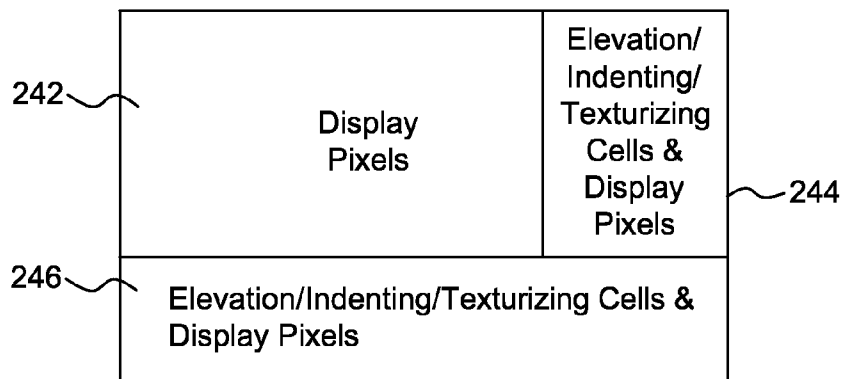 242
Display
Pixels
Elevation/
Indenting/
Texturizing
Cells &
Display
Pixels
244
246
Elevation/Indenting/Texturizing Cells &
Display Pixels